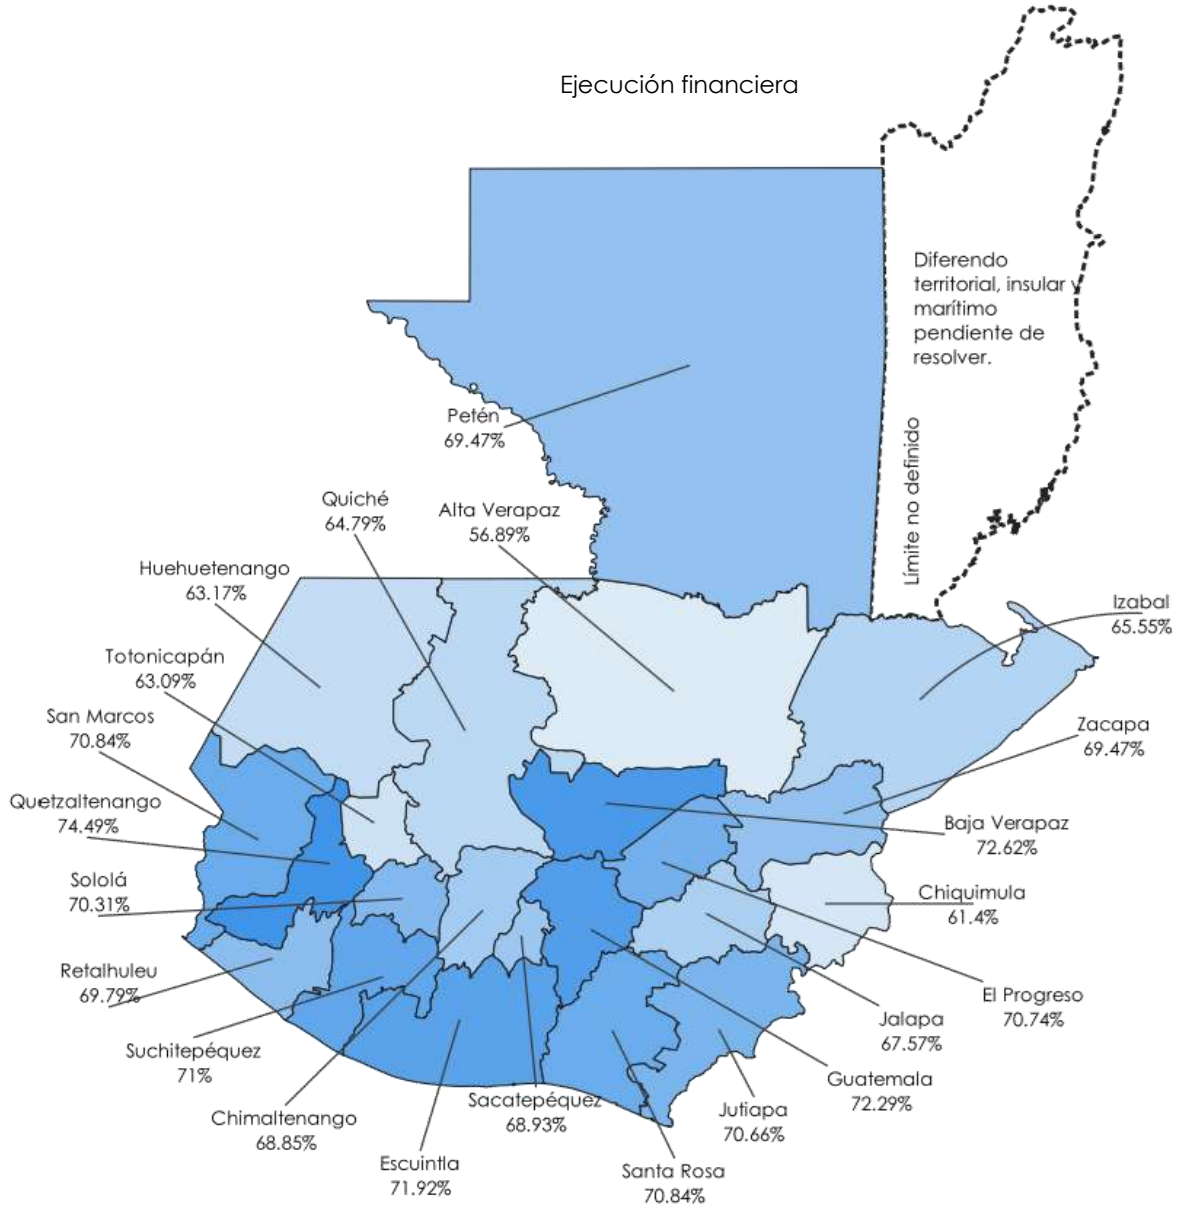 Ejecución financiera
Diferendo
territorial, insular y
marítimo
pendiente de
resolver.
Límite no definido
Petén
69.47%
Quiché
64.79%
Alta Verapaz
56.89%
Huehuetenango
63.17%
Izabal
65.55%
Totonicapán
63.09%
San Marcos
70.84%
Zacapa
69.47%
Quetzaltenango
74.49%
Baja Verapaz
72.62%
Sololá
70.31%
Chiquimula
61.4%
Retalhuleu
69.79%
El Progreso
70.74%
Jalapa
67.57%
Suchitepéquez
71%
Guatemala
72.29%
Chimaltenango
68.85%
Sacatepéquez
68.93%
Jutiapa
70.66%
Escuintla
71.92%
Santa Rosa
70.84%